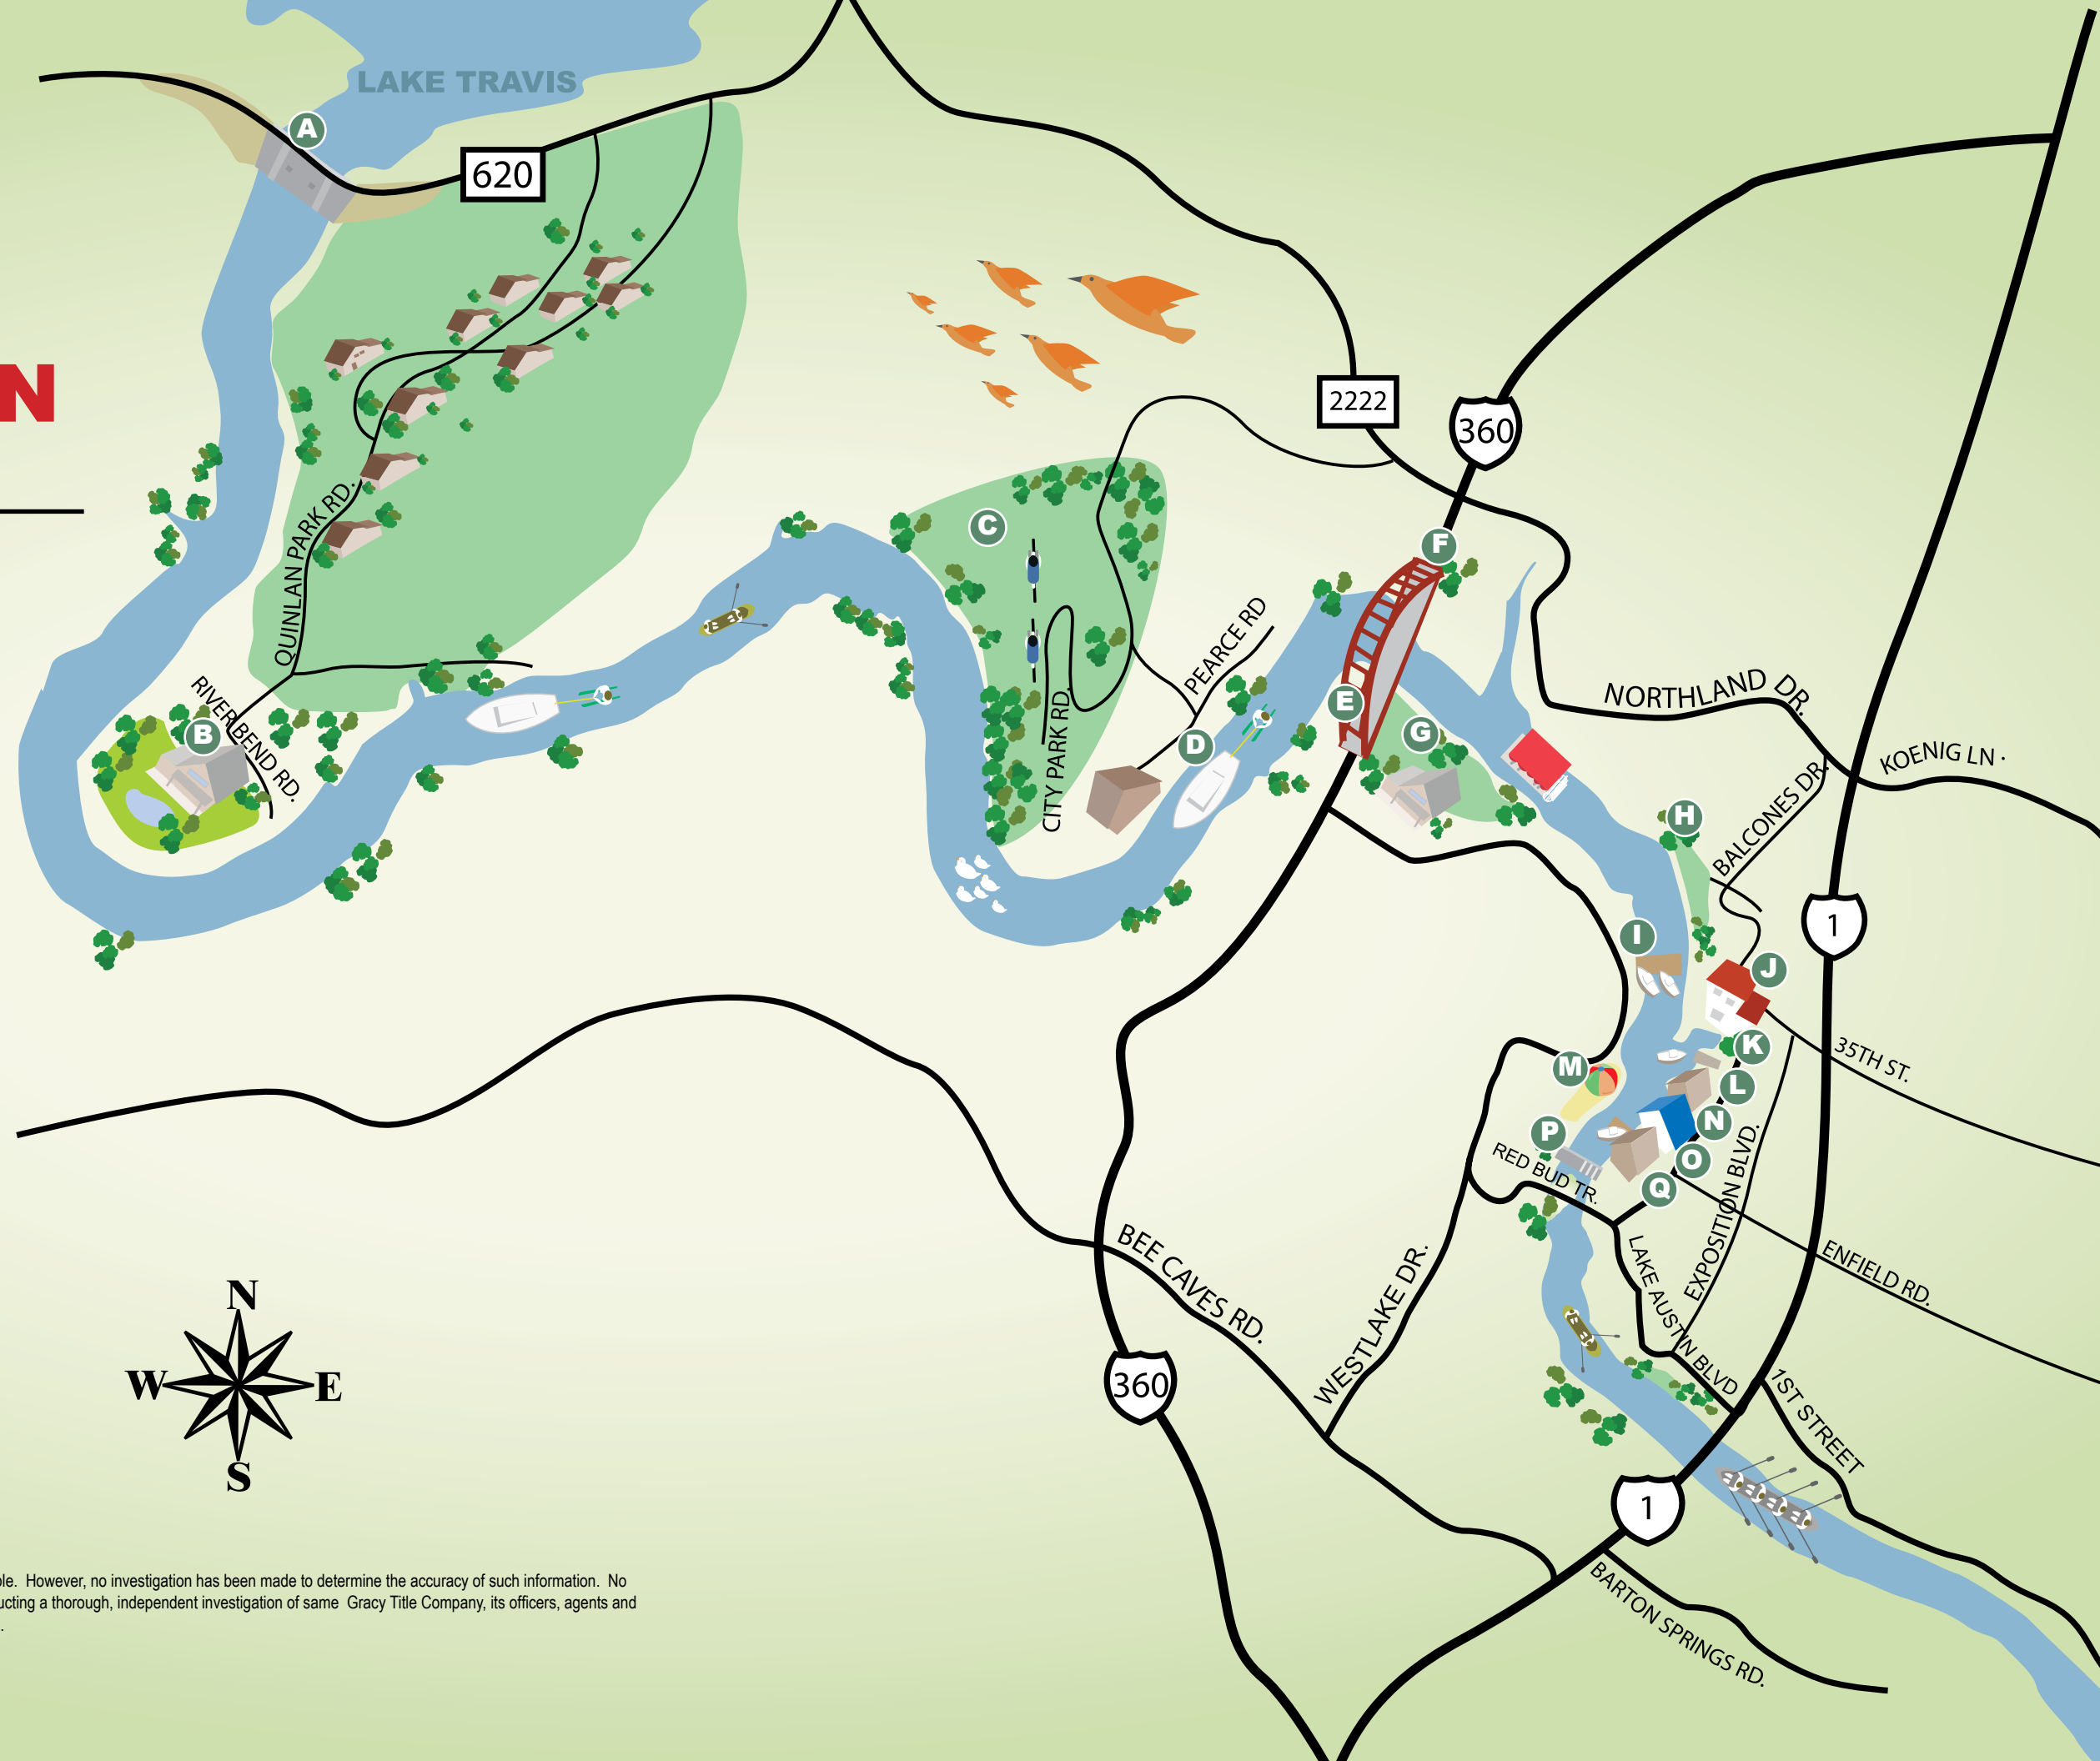 LAKE TRAVIS
A
620
N
2222
360
C
F
QUINLAN PARK RD.
PEARCE RD
RIVER BEND RD.
B
CITY PARK RD.
D
E
G
NORTHLAND DR.
KOENIG LN.
H
BALCONES DR.
I
1
J
K
35TH ST.
M
L
N
P
O
RED BUD TR.
Q
EXPOSITION BLVD.
ENFIELD RD.
LAKE AUSTIN BLVD
BEE CAVES RD.
WESTLAKE DR.
360
1ST STREET
1
BARTON SPRINGS RD.
N
W
E
S
ole. However, no investigation has been made to determine the accuracy of such information. No
ucting a thorough, independent investigation of same Gracy Title Company, its officers, agents and
.